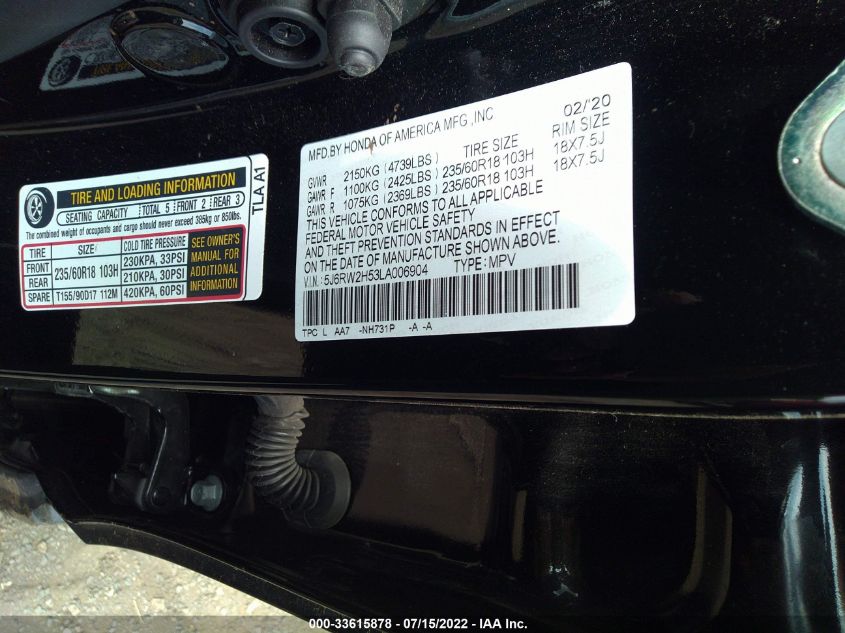 TIRE AND LOADING INFORMATION
SEATING CAPACITY TOTAL 5 FRONT 2 REAR 3
The combined weight of occupants and cargo should never exceed 385kg or 850lbs.
TIRE SIZE COLD TIRE PRESSURE
FRONT 235/60R18 103H 230KPA, 33PSI
REAR 210KPA, 30PSI
SPARE T155/90D17 112M 420KPA, 60PSI
SEE OWNER'S
MANUAL FOR
ADDITIONAL
INFORMATION
TLA A1
MFD.BY HONDA OF AMERICA MFG.,INC 02/'20
TIRE SIZE RIM SIZE
GVWR 2150KG (4739LBS)
GAWR F 1100KG (2425LBS) 235/60R18 103H 18X7.5J
GAWR R 1075KG (2369LBS) 235/60R18 103H 18X7.5J
THIS VEHICLE CONFORMS TO ALL APPLICABLE
FEDERAL MOTOR VEHICLE SAFETY
AND THEFT PREVENTION STANDARDS IN EFFECT
ON THE DATE OF MANUFACTURE SHOWN ABOVE.
V.I.N.: 5J6RW2H53LA006904 TYPE: MPV
TPC L AA7 -NH731P -A -A
000-33615878 - 07/15/2022 - IAA Inc.